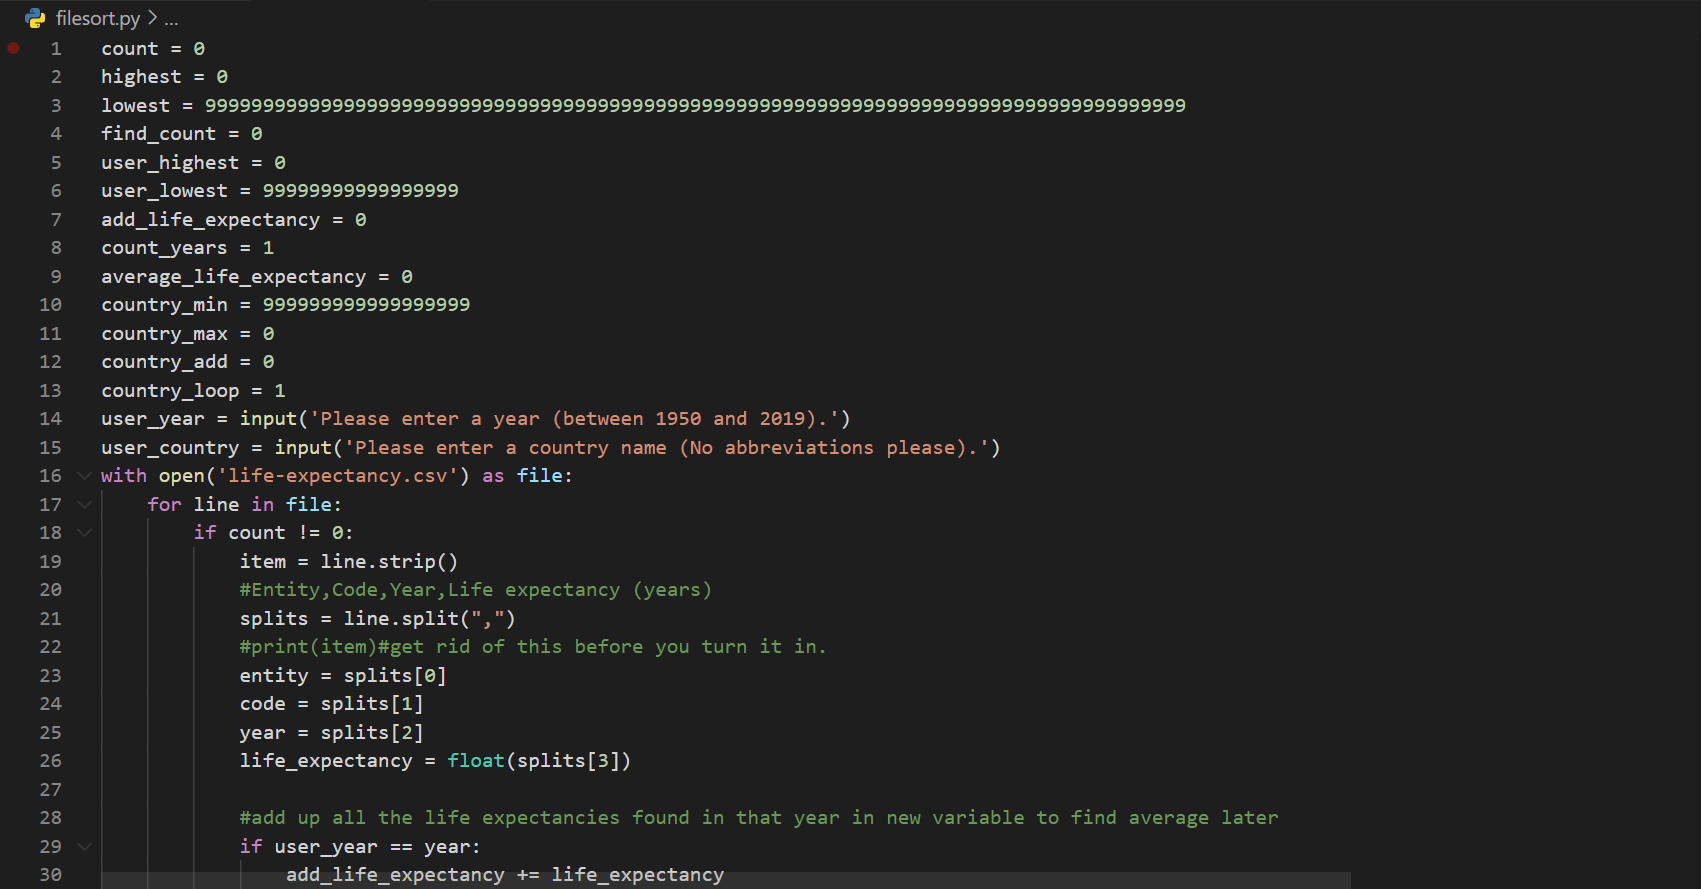 filesort.py > ...
1 count = 0
2 highest = 0
3 lowest = 9999999999999999999999999999999999999999999999999999999999999999999999999999999999999
4 find_count = 0
5 user_highest = 0
6 user_lowest = 99999999999999999
7 add_life_expectancy = 0
8 count_years = 1
9 average_life_expectancy = 0
10 country_min = 999999999999999999
11 country_max = 0
12 country_add = 0
13 country_loop = 1
14 user_year = input('Please enter a year (between 1950 and 2019).')
15 user_country = input('Please enter a country name (No abbreviations please).')
16 with open('life-expectancy.csv') as file:
17 for line in file:
18 if count != 0:
19 item = line.strip()
20 #Entity,Code,Year,Life expectancy (years)
21 splits = line.split(",")
22 #print(item)#get rid of this before you turn it in.
23 entity = splits[0]
24 code = splits[1]
25 year = splits[2]
26 life_expectancy = float(splits[3])
27
28 #add up all the life expectancies found in that year in new variable to find average later
29 if user_year == year:
30 add_life_expectancy += life_expectancy